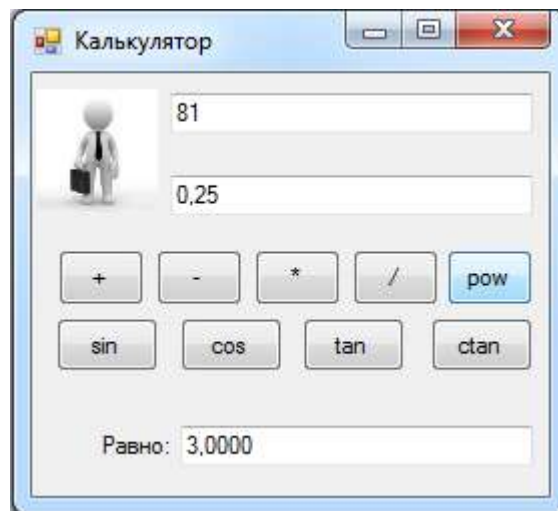 Калькулятор
81
0,25
+ - * / pow
sin cos tan ctan
Равно: 3,0000